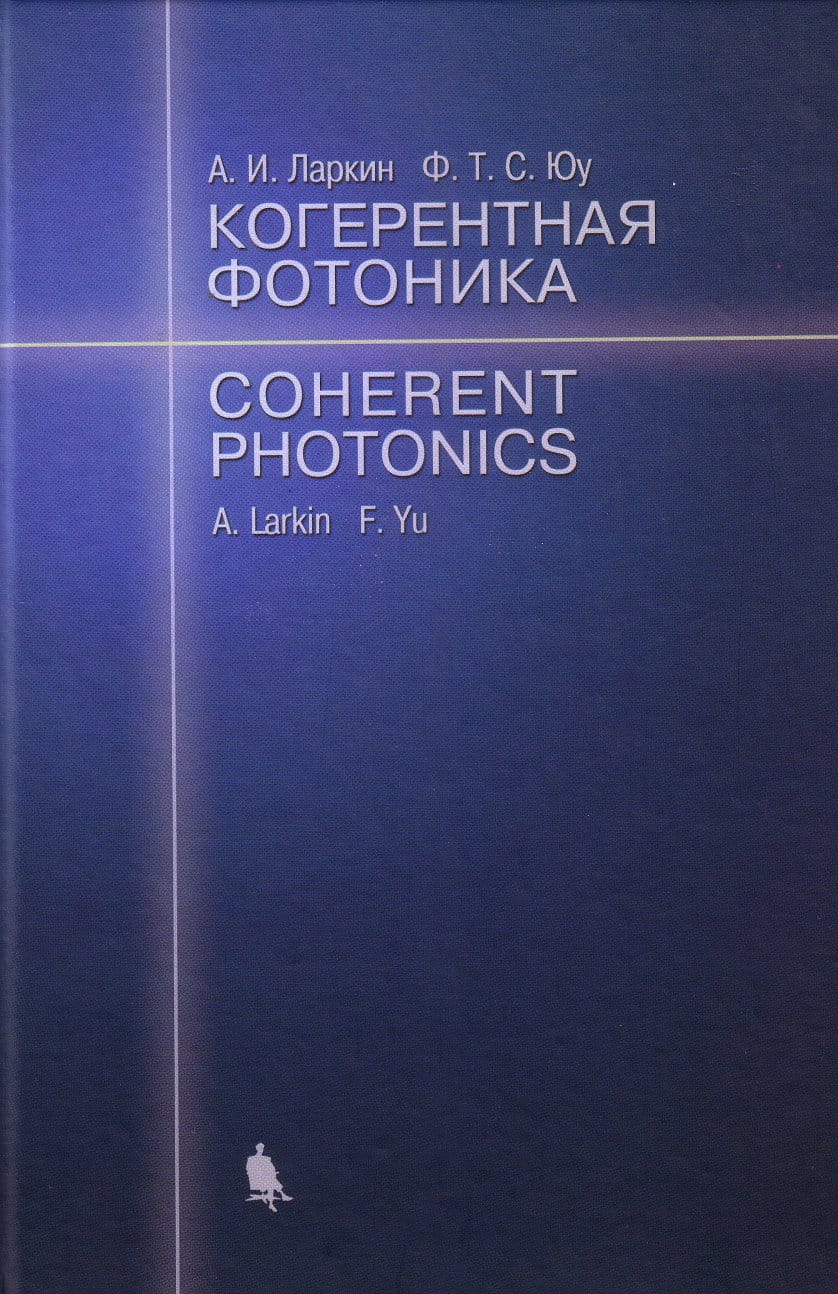 А. И. Ларкин Ф. Т. С. Юу
КОГЕРЕНТНАЯ
ФОТОНИКА
COHERENT
PHOTONICS
A. Larkin F. Yu